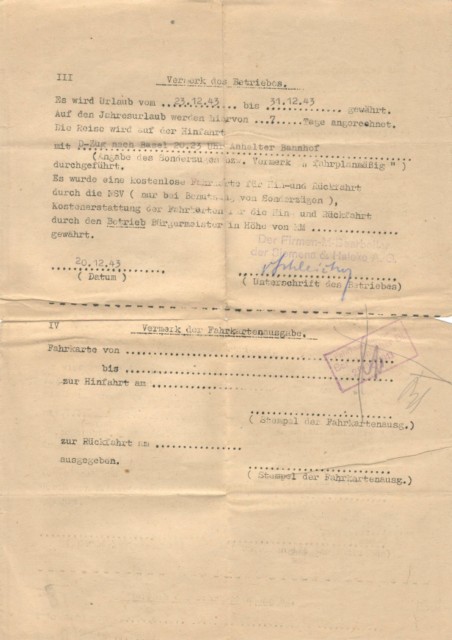 III Vermerk des Betriebes.
Es wird Urlaub vom 23.12.43 bis 31.12.43 gewährt.
Auf den Jahresurlaub werden hiervon 7 Tage angerechnet.
Die Reise wird auf der Hinfahrt
mit D-Zug nach Basel 20.23 Uhr Anhalter Bahnhof
(Angabe des Sonderzuges bzw. Vermerk „ fahrplanmäßig ")
durchgeführt.
Es wurde eine kostenlose Fahrkarte für Hin-und Rückfahrt
durch die NSV ( nur bei Benutzung von Sonderzügen ),
Kostenerstattung der Fahrkarten für die Hin- und Rückfahrt
durch den Betrieb Bürgermeister in Höhe von RM ..........
gewährt.
Der Siemens & Halske A.G.
20.12.43
( Datum ) ( Unterschrift des Betriebes)
IV Vermerk der Fahrkartenausgabe.
Fahrkarte von ..........
bis ..........
zur Hinfahrt am ..........
( Stempel der Fahrkartenausg.)
zur Rückfahrt am ..........
ausgegeben.
( Stempel der Fahrkartenausg.)